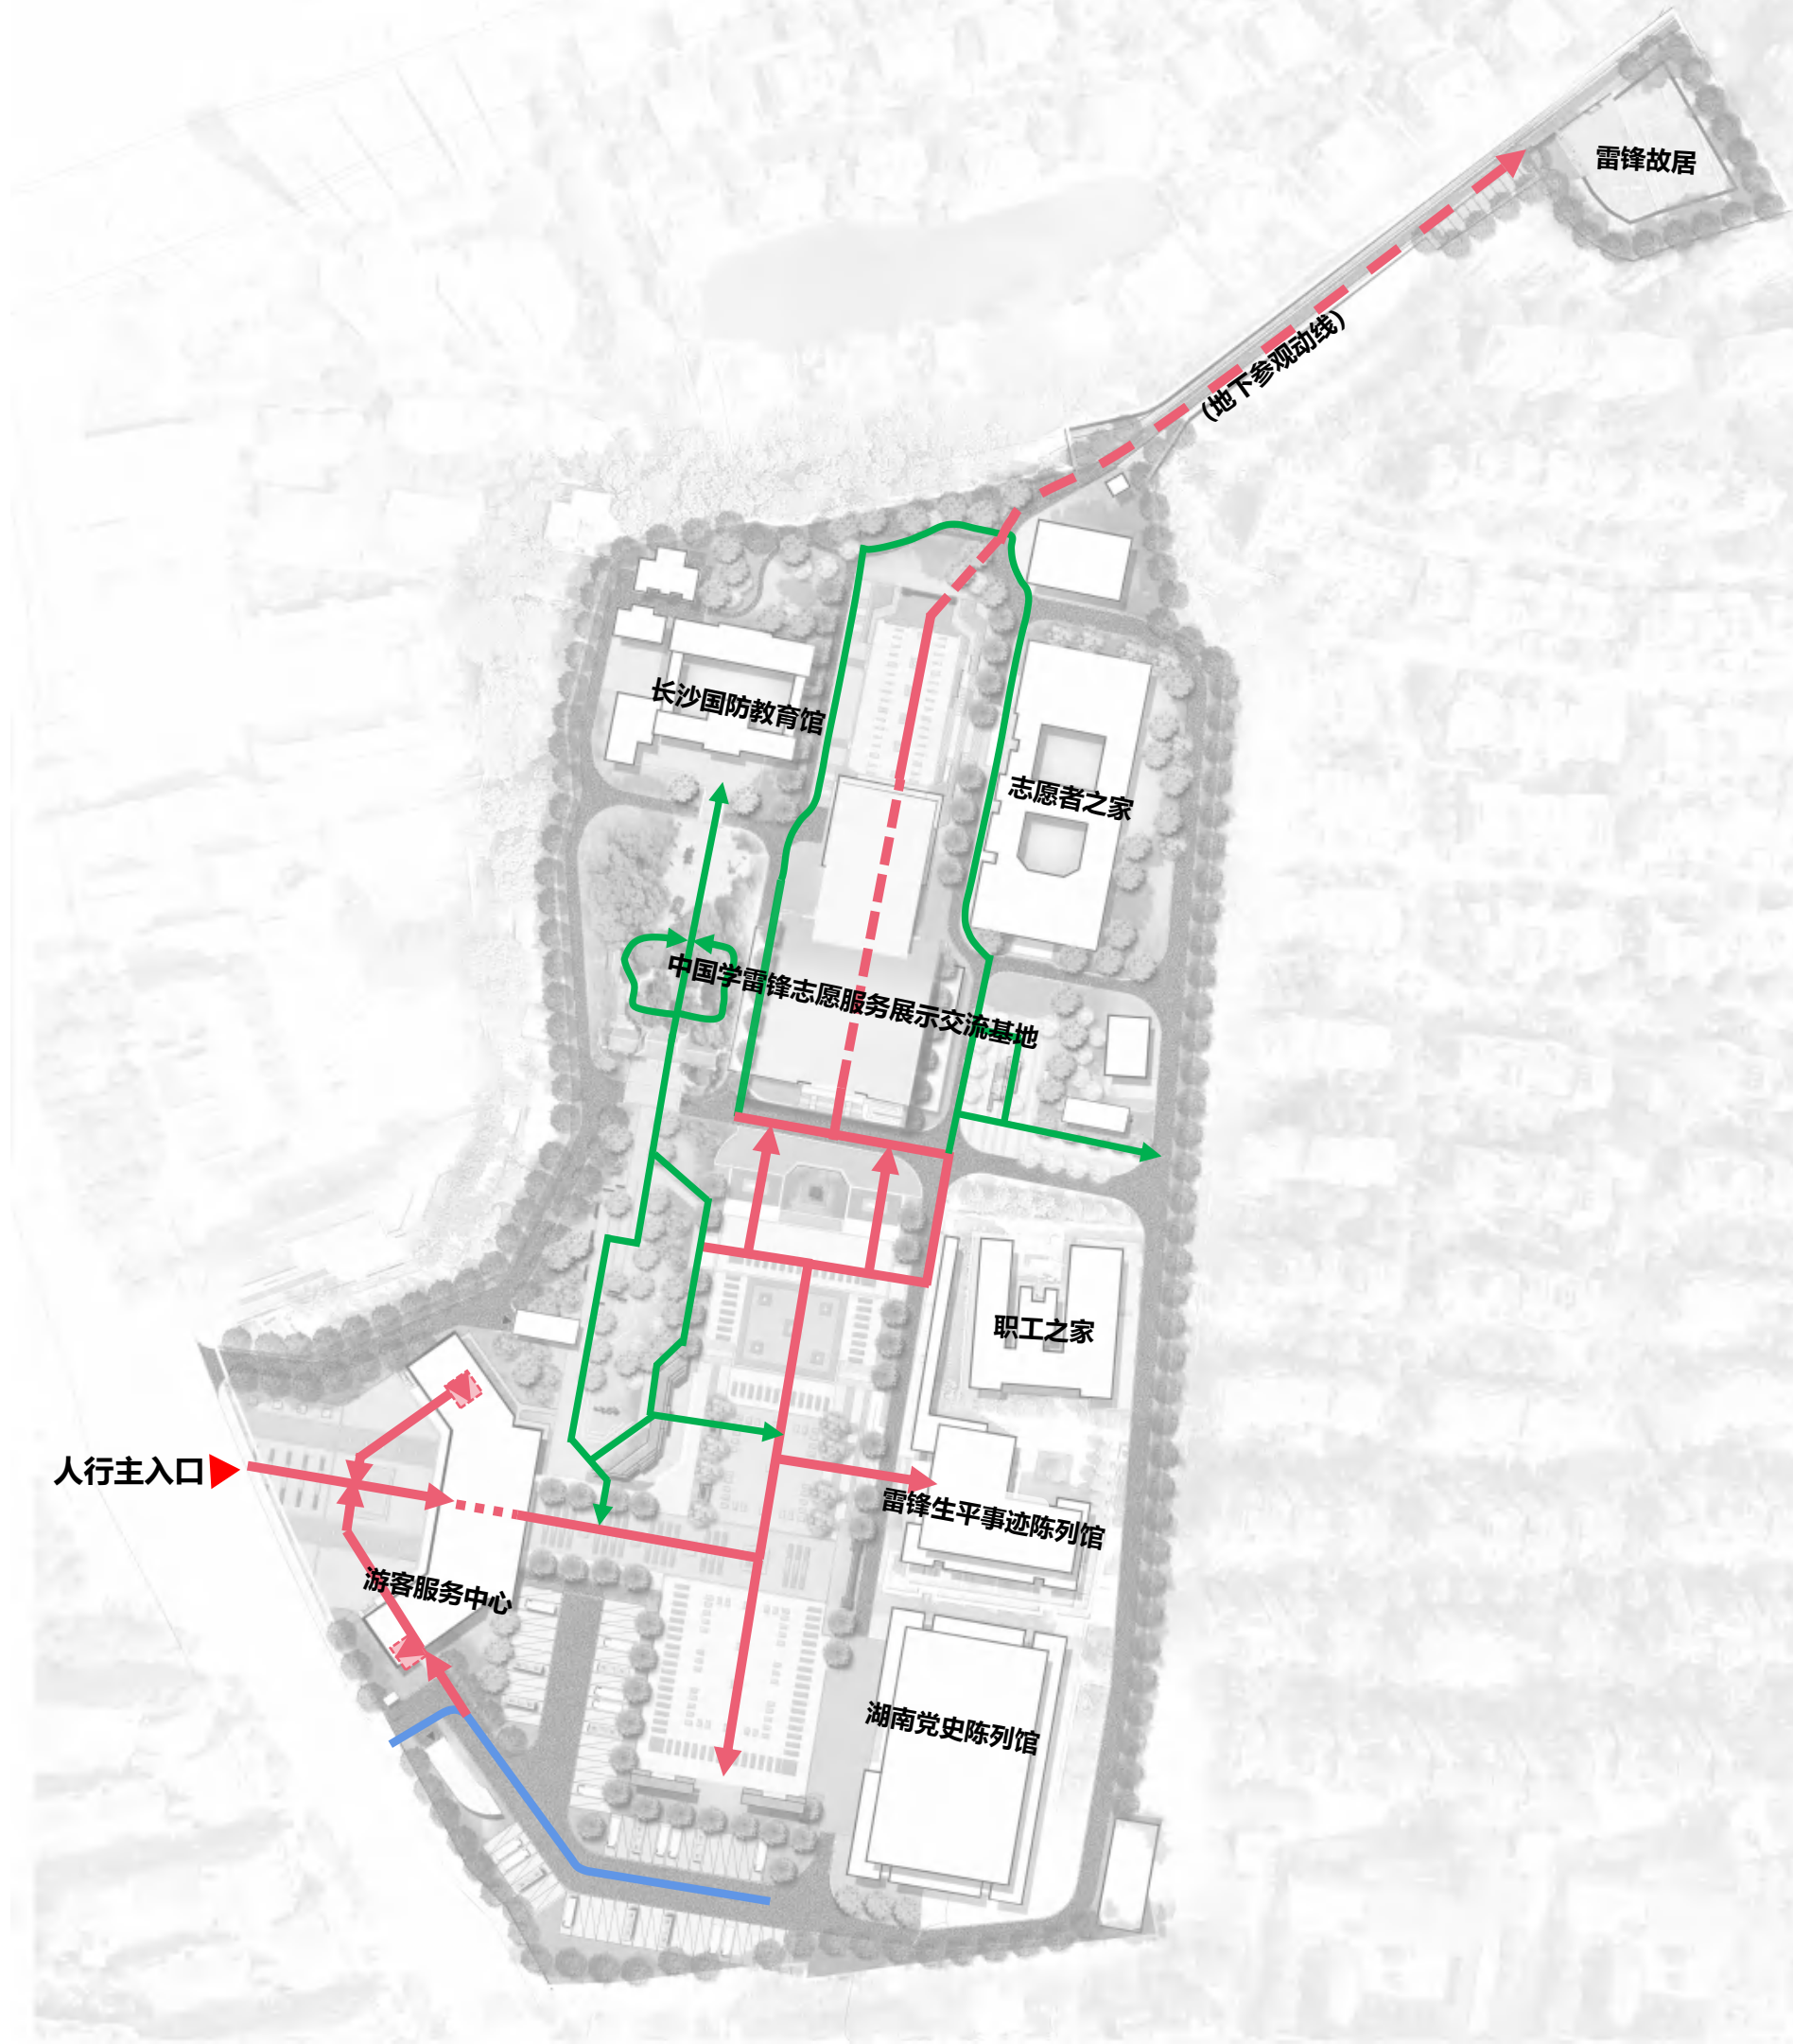 雷锋故居
(地下参观动线)
长沙国防教育馆
志愿者之家
中国学雷锋志愿服务展示交流基地
职工之家
人行主入口
雷锋生平事迹陈列馆
游客服务中心
湖南党史陈列馆